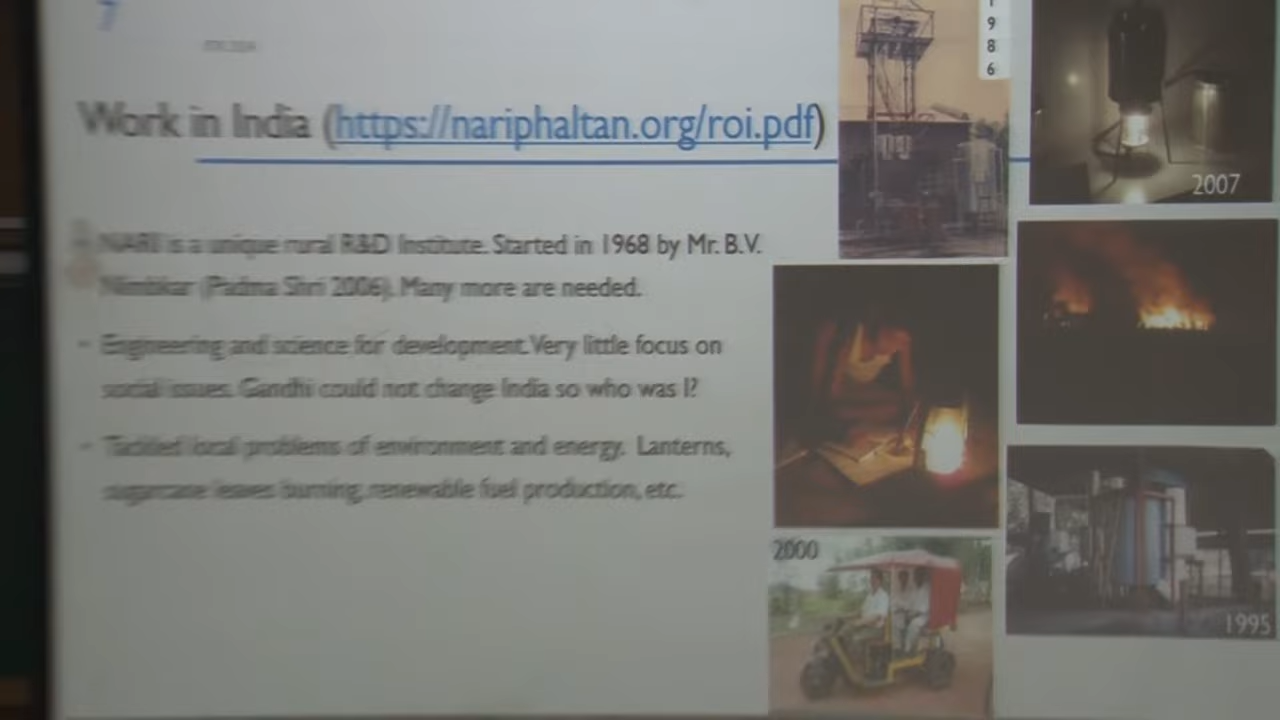 7
Work in India (https://nariphaltan.org/roi.pdf)
NARI is a unique rural R&D Institute. Started in 1968 by Mr. B.V.
Nimbkar (Padma Shri 2006). Many more are needed.
- Engineering and science for development. Very little focus on
social issues. Gandhi could not change India so who was I?
- Tackled local problems of environment and energy. Lanterns,
sugarcane leaves burning, renewable fuel production, etc.
1
9
8
6
2007
2000
1995